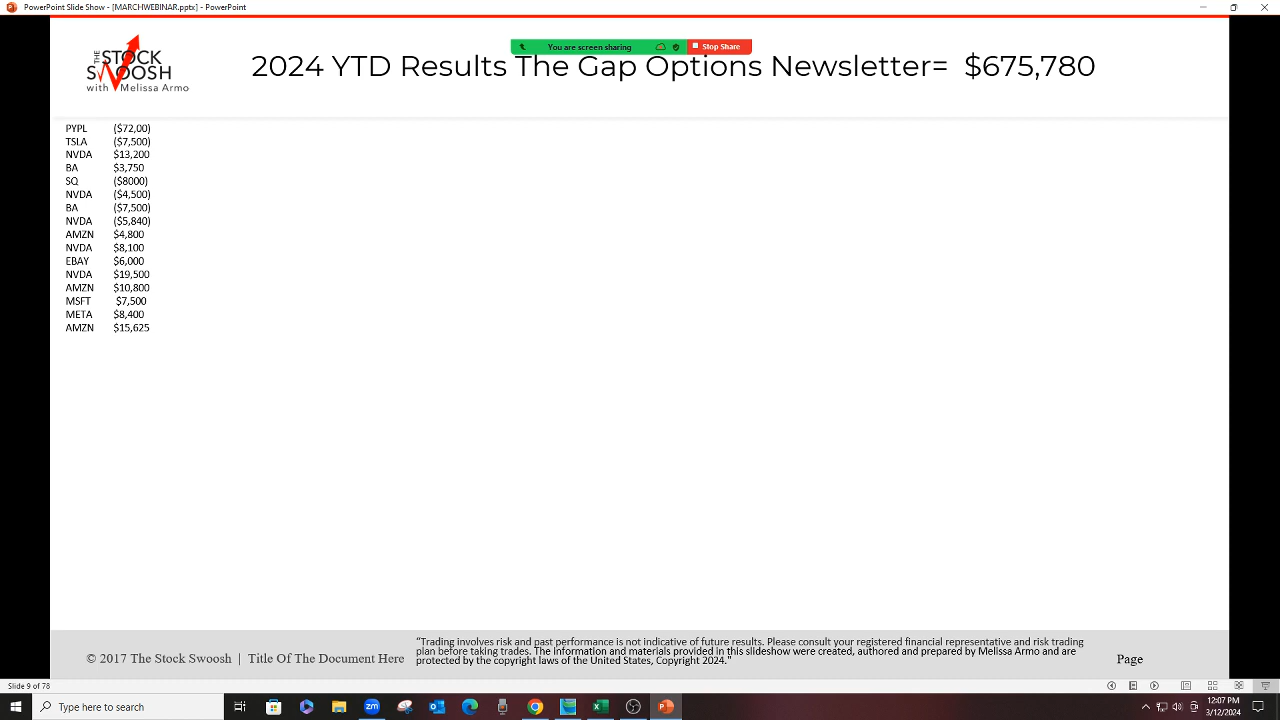 PowerPoint Slide Show - [MARCHWEBINAR.pptx] - PowerPoint
You are screen sharing
Stop Share
THE STOCK
SWOOSH
with Melissa Armo
2024 YTD Results The Gap Options Newsletter= $675,780
PYPL ($72,00)
TSLA ($7,500)
NVDA $13,200
BA $3,750
SQ ($8000)
NVDA ($4,500)
BA ($7,500)
NVDA ($5,840)
AMZN $4,800
NVDA $8,100
EBAY $6,000
NVDA $19,500
AMZN $10,800
MSFT $7,500
META $8,400
AMZN $15,625
© 2017 The Stock Swoosh | Title Of The Document Here
“Trading involves risk and past performance is not indicative of future results. Please consult your registered financial representative and risk trading
plan before taking trades. The information and materials provided in this slideshow were created, authored and prepared by Melissa Armo and are
protected by the copyright laws of the United States, Copyright 2024."
Page
Slide 9 of 78
Type here to search
12:07 PM
3/12/2024